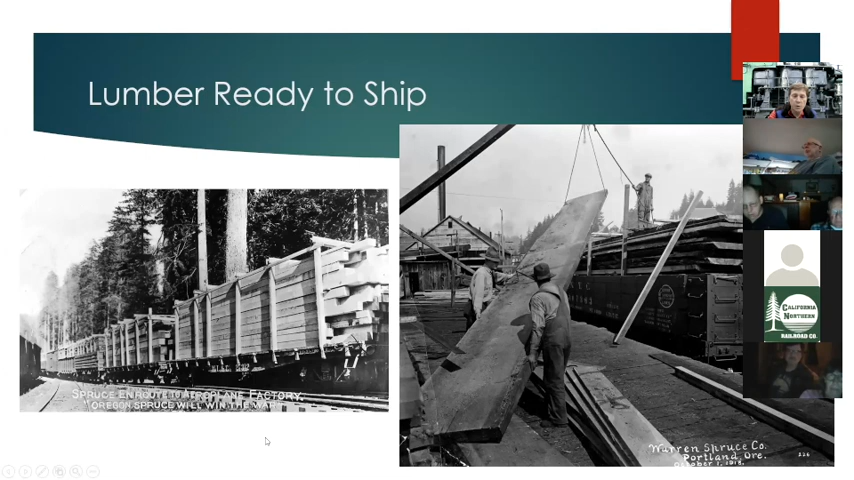 Lumber Ready to Ship
SPRUCE ENROUTE TO AEROPLANE FACTORY.
"OREGON SPRUCE WILL WIN THE WAR"
Warren Spruce Co.
Portland, Ore.
October 1, 1918.
CALIFORNIA
NORTHERN
RAILROAD CO.